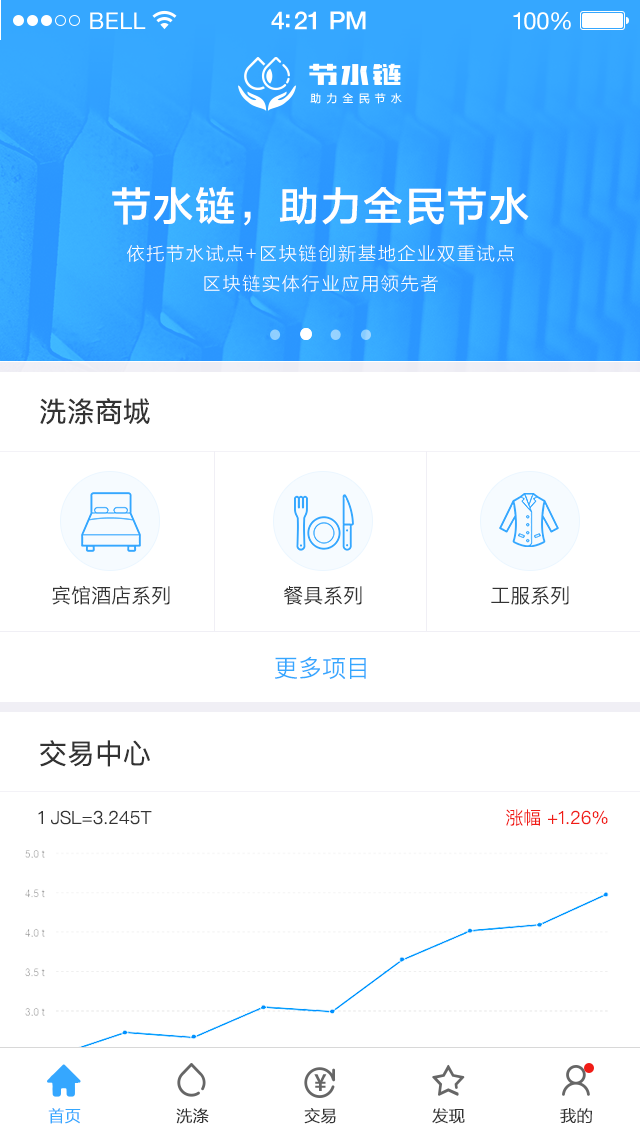 BELL 4:21 PM 100%
节水链
助力全民节水
节水链，助力全民节水
依托节水试点+区块链创新基地企业双重试点
区块链实体行业应用领先者
洗涤商城
宾馆酒店系列 餐具系列 工服系列
更多项目
交易中心
1 JSL=3.245T 涨幅 +1.26%
5.0 t
4.5 t
4.0 t
3.5 t
3.0 t
首页 洗涤 交易 发现 我的